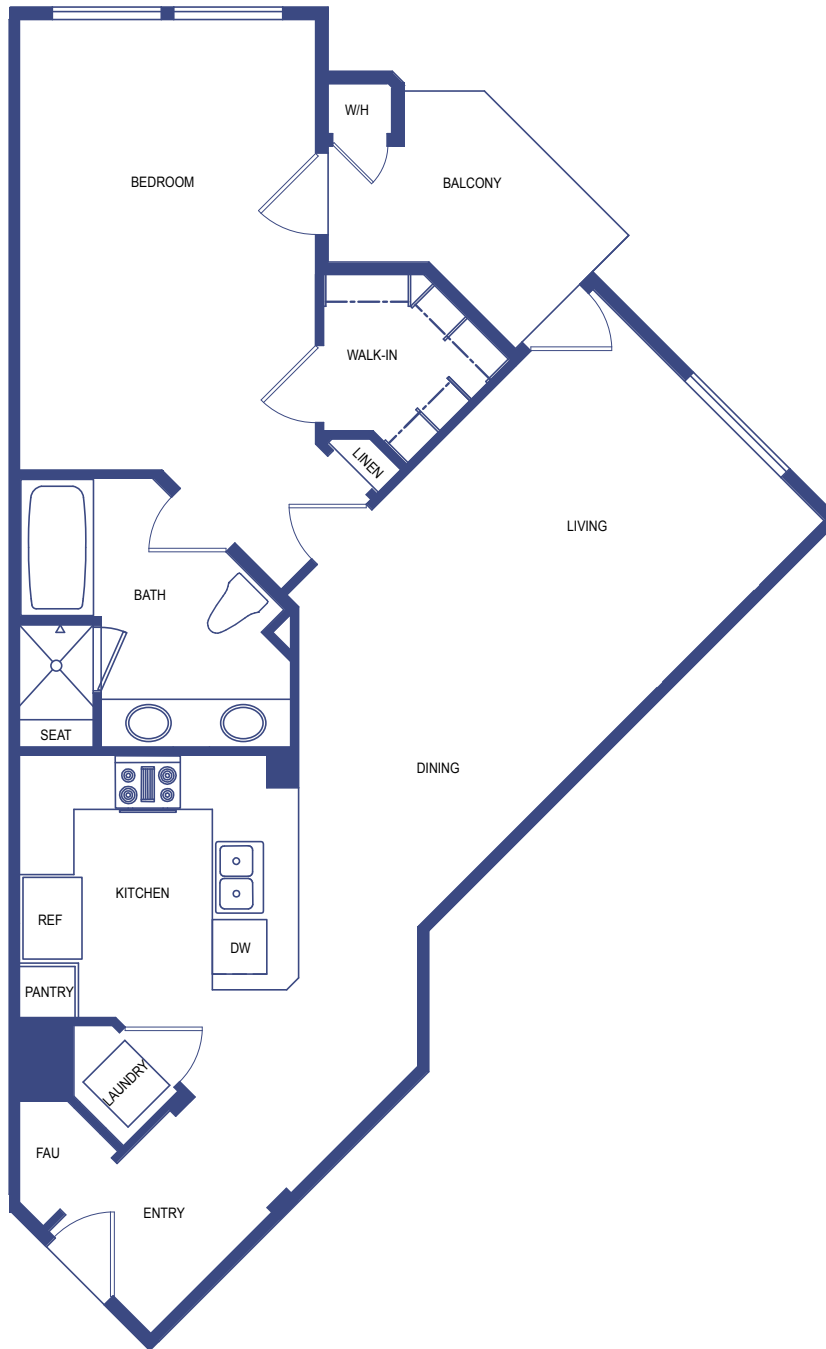 W/H
BEDROOM
BALCONY
WALK-IN
LINEN
LIVING
BATH
SEAT
DINING
KITCHEN
REF
DW
PANTRY
LAUNDRY
FAU
ENTRY